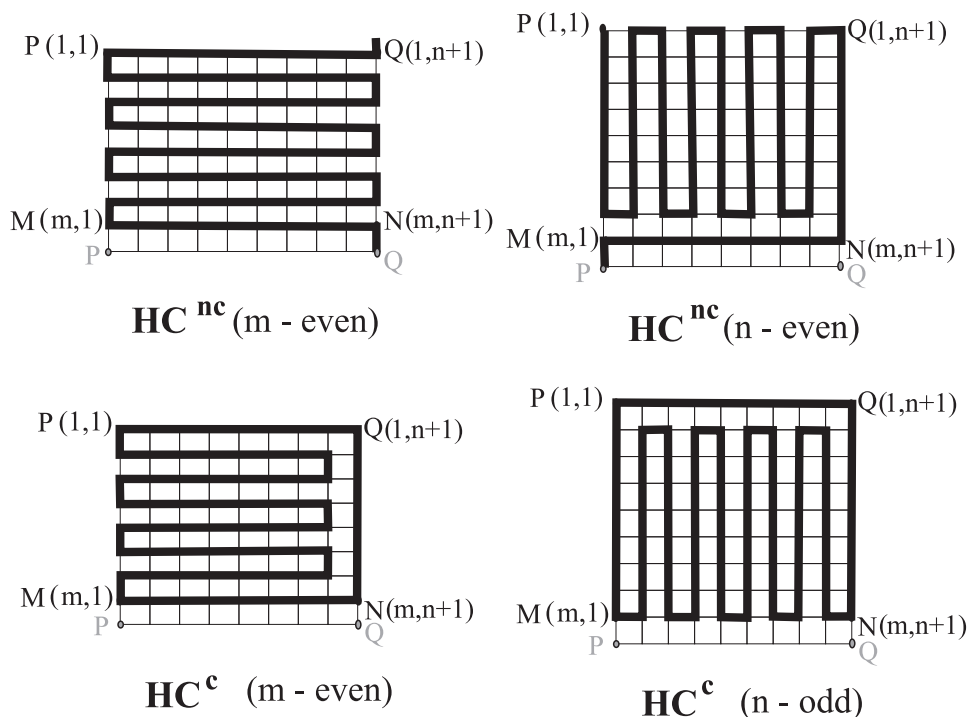 P (1,1)
Q(1,n+1)
M (m,1)
N(m,n+1)
P
Q
HC nc (m - even)
P (1,1)
Q(1,n+1)
M (m,1)
N(m,n+1)
P
Q
HC nc (n - even)
P (1,1)
Q(1,n+1)
M (m,1)
N(m,n+1)
P
Q
HC c (m - even)
P (1,1)
Q(1,n+1)
M (m,1)
N(m,n+1)
P
Q
HC c (n - odd)